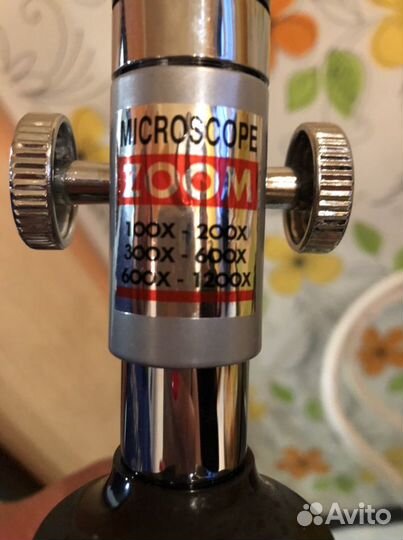 MICROSCOPE
ZOOM
100X - 200X
300X - 600X
600X - 1200X
Avito